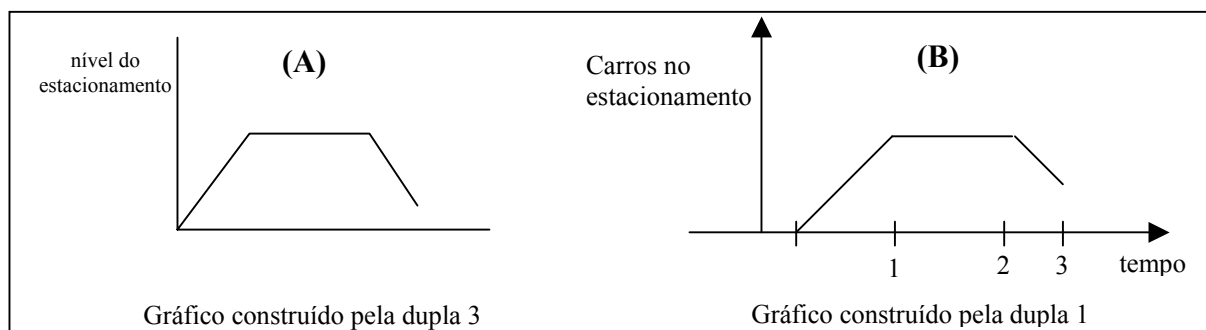 nível do
estacionamento
(A)
Gráfico construído pela dupla 3
Carros no
estacionamento
(B)
1 2 3 tempo
Gráfico construído pela dupla 1